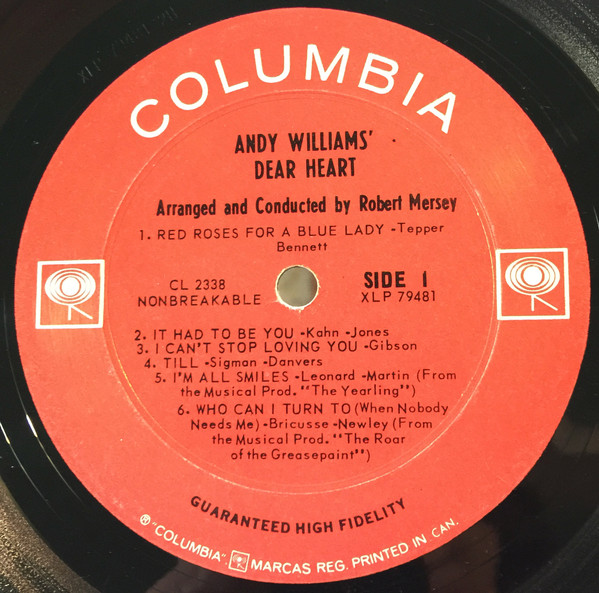 COLUMBIA
ANDY WILLIAMS'
DEAR HEART
Arranged and Conducted by Robert Mersey
1. RED ROSES FOR A BLUE LADY -Tepper
Bennett
CL 2338
NONBREAKABLE
SIDE 1
XLP 79481
2. IT HAD TO BE YOU -Kahn -Jones
3. I CAN'T STOP LOVING YOU -Gibson
4. TILL -Sigman -Danvers
5. I'M ALL SMILES -Leonard -Martin (From
the Musical Prod. "The Yearling")
6. WHO CAN I TURN TO (When Nobody
Needs Me) -Bricusse -Newley (From
the Musical Prod. "The Roar
of the Greasepaint")
GUARANTEED HIGH FIDELITY
® "COLUMBIA". MARCAS REG. PRINTED IN CAN.